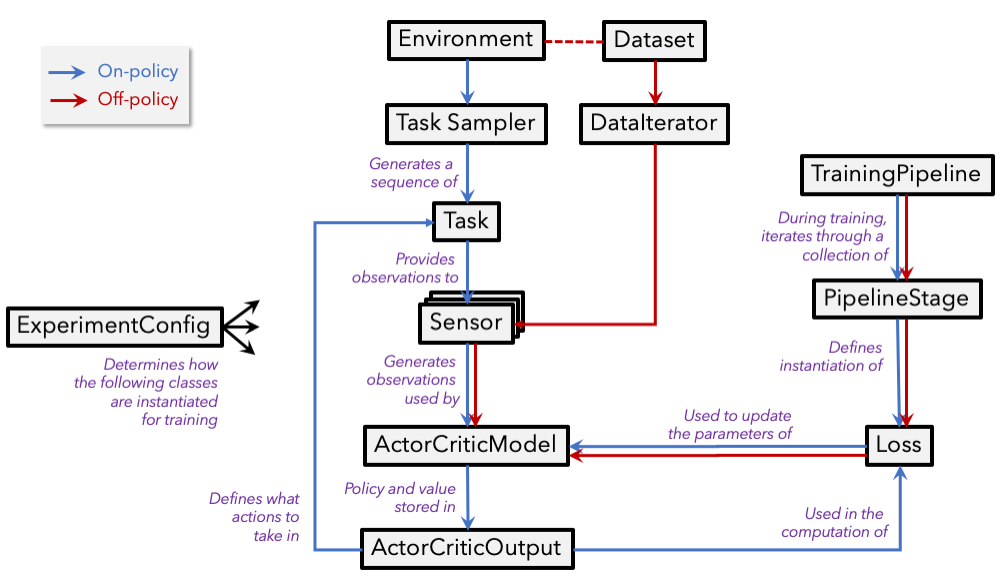 Environment
Dataset
On-policy
Off-policy
Task Sampler
DataIterator
Generates a
sequence of
TrainingPipeline
Task
During training,
iterates through a
collection of
Provides
observations to
PipelineStage
ExperimentConfig
Sensor
Determines how
the following classes
are instantiated
for training
Generates
observations
used by
Defines
instantiation of
Used to update
the parameters of
ActorCriticModel
Loss
Policy and value
stored in
Defines what
actions to
take in
Used in the
computation of
ActorCriticOutput